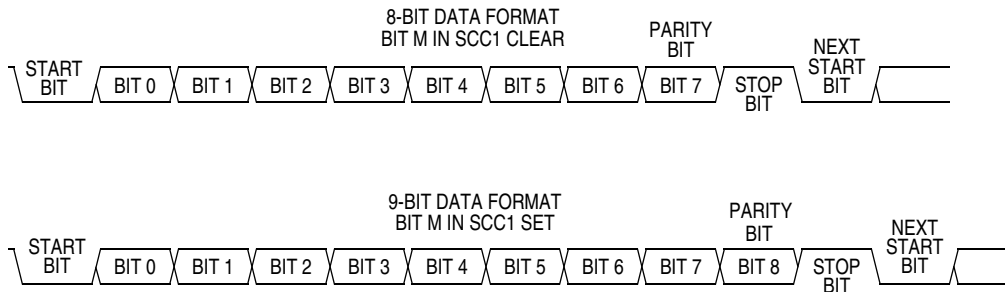 8-BIT DATA FORMAT
BIT M IN SCC1 CLEAR
PARITY
BIT
NEXT
START
BIT
START
BIT
BIT 0
BIT 1
BIT 2
BIT 3
BIT 4
BIT 5
BIT 6
BIT 7
STOP
BIT
9-BIT DATA FORMAT
BIT M IN SCC1 SET
PARITY
BIT
NEXT
START
BIT
START
BIT
BIT 0
BIT 1
BIT 2
BIT 3
BIT 4
BIT 5
BIT 6
BIT 7
BIT 8
STOP
BIT